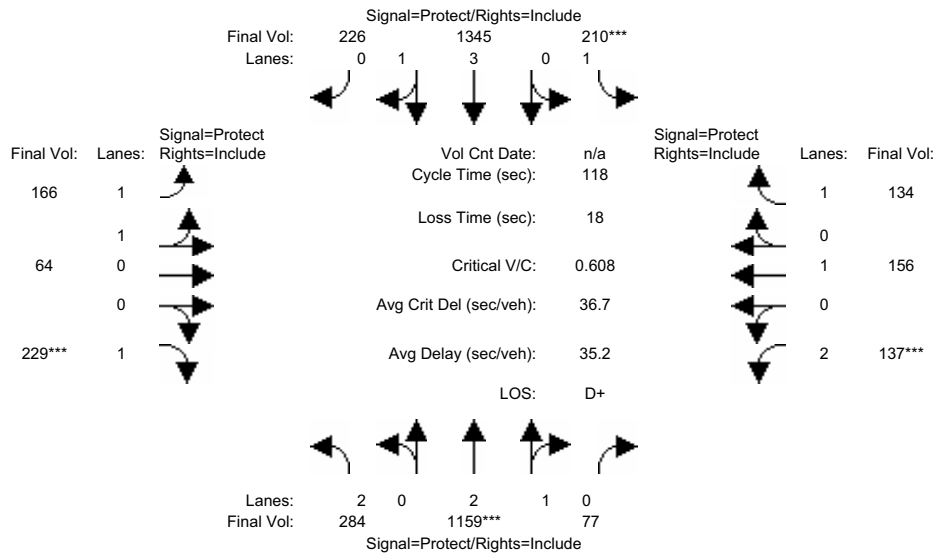 Signal=Protect/Rights=Include
Final Vol: 226 1345 210***
Lanes: 0 1 3 0 1
Signal=Protect
Final Vol: Lanes: Rights=Include
Vol Cnt Date: n/a
Signal=Protect
Rights=Include Lanes: Final Vol:
Cycle Time (sec): 118
166 1
1 134
Loss Time (sec): 18
1
0
64 0
Critical V/C: 0.608
1 156
0
Avg Crit Del (sec/veh): 36.7
0
229*** 1
Avg Delay (sec/veh): 35.2
2 137***
LOS: D+
Lanes: 2 0 2 1 0
Final Vol: 284 1159*** 77
Signal=Protect/Rights=Include